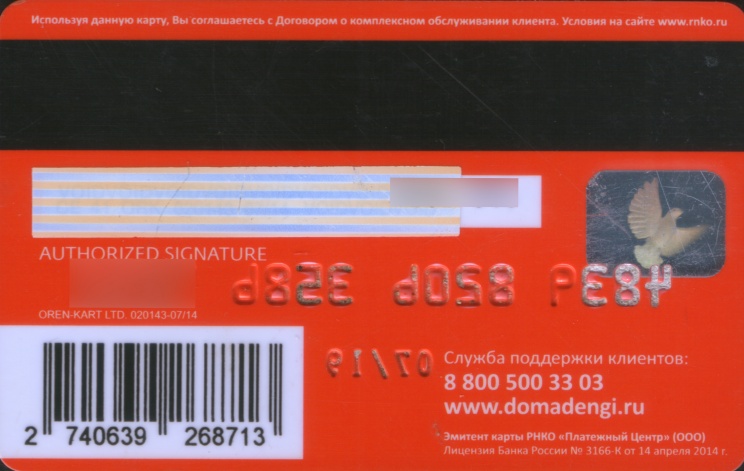 Используя данную карту, Вы соглашаетесь с Договором о комплексном обслуживании клиента. Условия на сайте www.rnko.ru
AUTHORIZED SIGNATURE
OREN-KART LTD. 020143-07/14
2 740639 268713
Служба поддержки клиентов:
8 800 500 33 03
www.domadengi.ru
Эмитент карты РНКО «Платежный Центр» (ООО)
Лицензия Банка России № 3166-К от 14 апреля 2014 г.